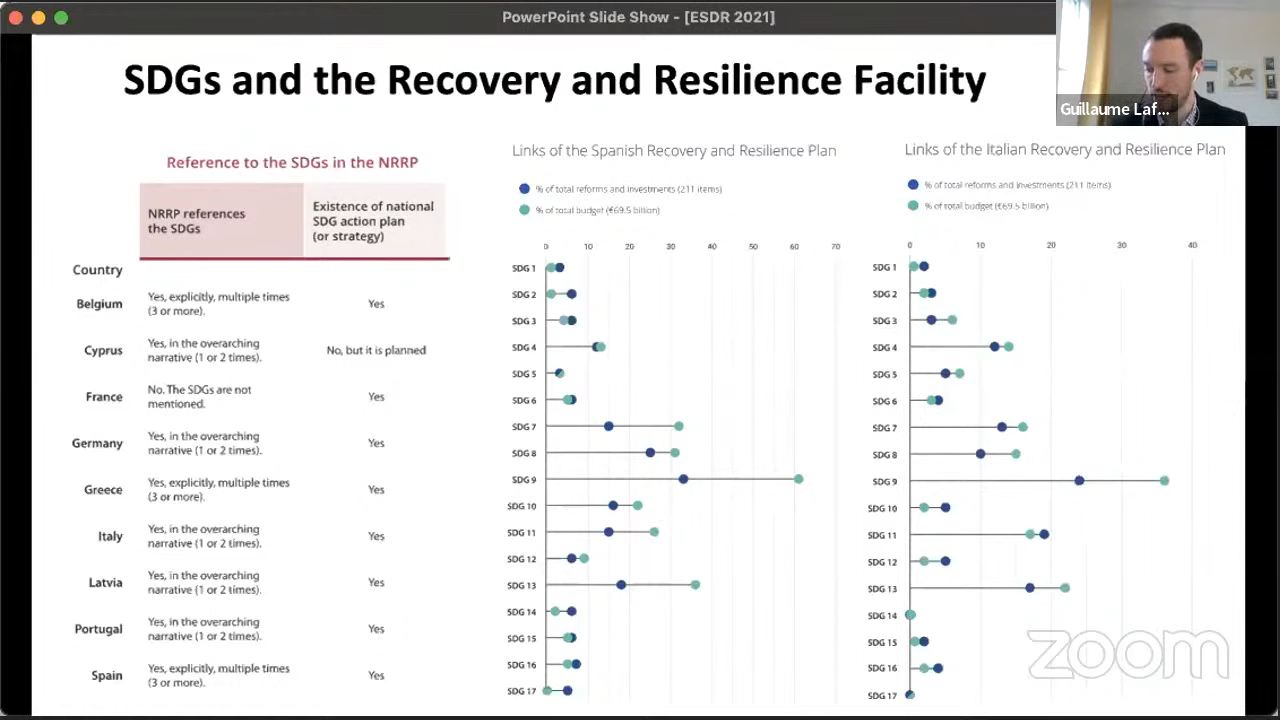 PowerPoint Slide Show - [ESDR 2021]
SDGs and the Recovery and Resilience Facility
Guillaume Laf...
Reference to the SDGs in the NRRP
NRRP references
the SDGs
Existence of national
SDG action plan
(or strategy)
Country
Belgium
Yes, explicitly, multiple times
(3 or more).
Yes
Cyprus
Yes, in the overarching
narrative (1 or 2 times).
No, but it is planned
France
No. The SDGs are not
mentioned.
Yes
Germany
Yes, in the overarching
narrative (1 or 2 times).
Yes
Greece
Yes, explicitly, multiple times
(3 or more).
Yes
Italy
Yes, in the overarching
narrative (1 or 2 times).
Yes
Latvia
Yes, in the overarching
narrative (1 or 2 times).
Yes
Portugal
Yes, in the overarching
narrative (1 or 2 times).
Yes
Spain
Yes, explicitly, multiple times
(3 or more).
Yes
Links of the Spanish Recovery and Resilience Plan
% of total reforms and investments (211 items)
% of total budget (€69.5 billion)
0 10 20 30 40 50 60 70
SDG 1
SDG 2
SDG 3
SDG 4
SDG 5
SDG 6
SDG 7
SDG 8
SDG 9
SDG 10
SDG 11
SDG 12
SDG 13
SDG 14
SDG 15
SDG 16
SDG 17
Links of the Italian Recovery and Resilience Plan
% of total reforms and investments (211 items)
% of total budget (€69.5 billion)
0 10 20 30 40
SDG 1
SDG 2
SDG 3
SDG 4
SDG 5
SDG 6
SDG 7
SDG 8
SDG 9
SDG 10
SDG 11
SDG 12
SDG 13
SDG 14
SDG 15
SDG 16
SDG 17
zoom